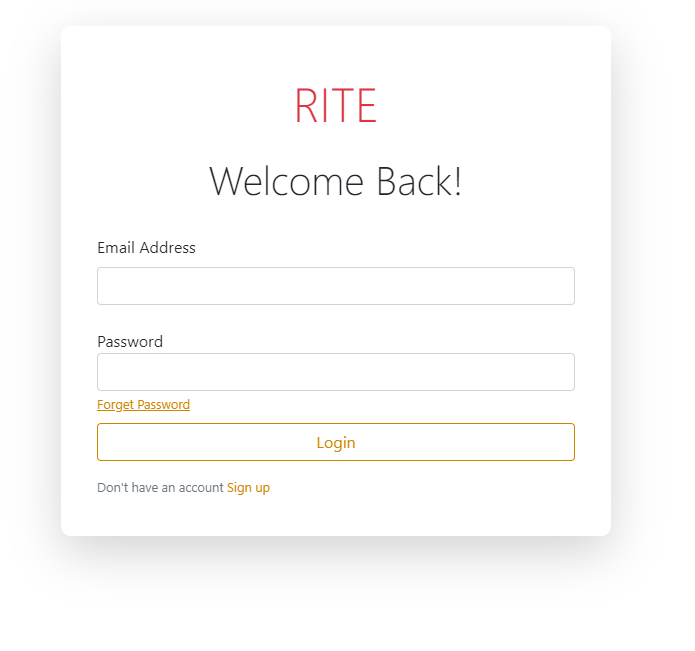 RITE
Welcome Back!
Email Address
Password
Forget Password
Login
Don't have an account Sign up